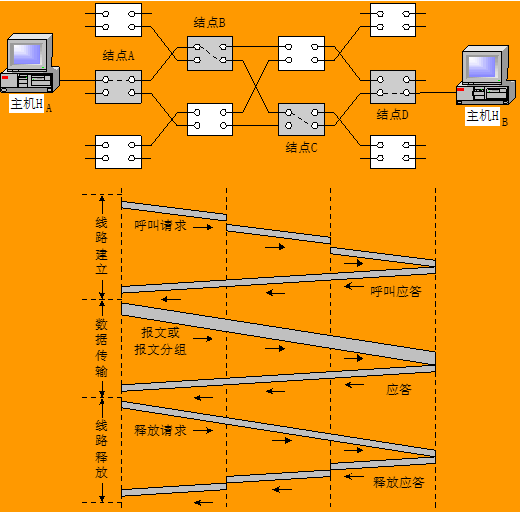 结点B
结点A
主机HA
结点D
主机HB
结点C
线路建立
呼叫请求
呼叫应答
数据传输
报文或
报文分组
应答
线路释放
释放请求
释放应答